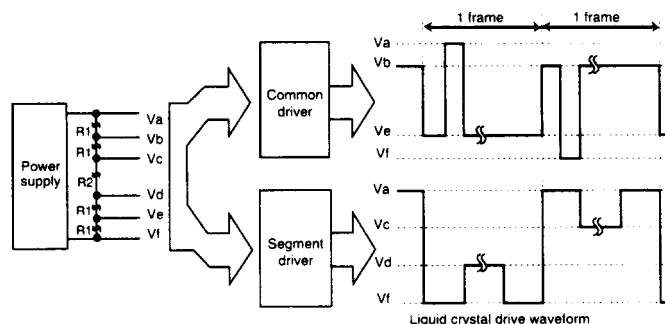 1 frame 1 frame
Va
Vb
Ve
Vf
Common
driver
Power
supply
R1
R1
R2
R1
R1
Va
Vb
Vc
Vd
Ve
Vf
Segment
driver
Va
Vc
Vd
Vf
Liquid crystal drive waveform